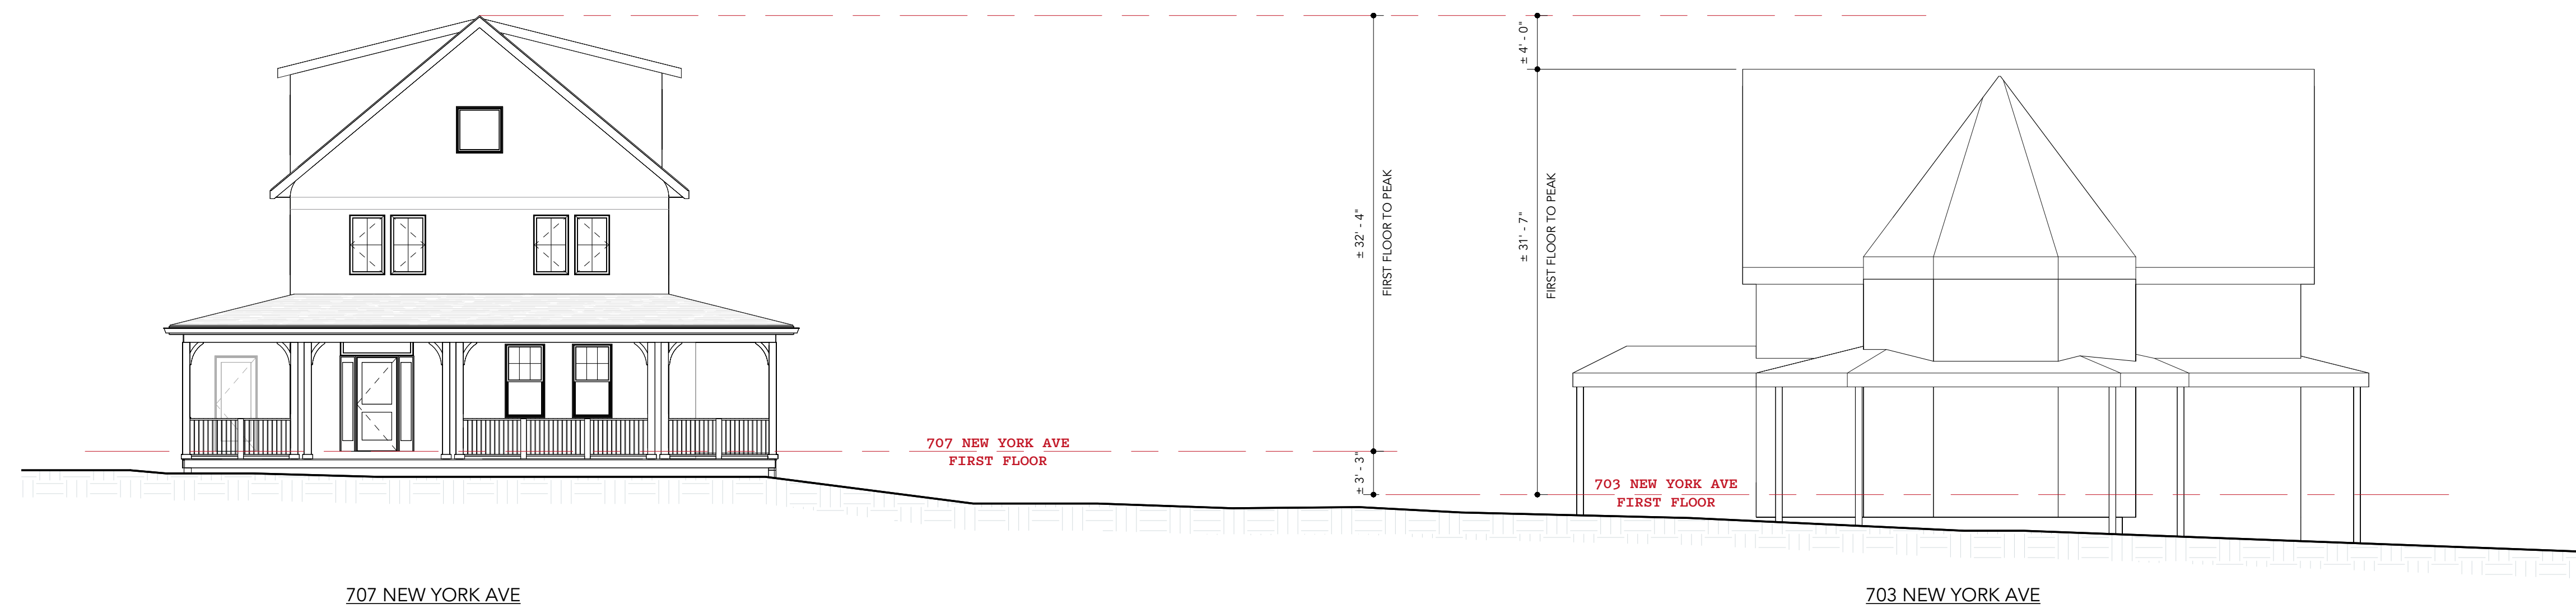 ± 4' - 0"
± 32' - 4"
FIRST FLOOR TO PEAK
± 31' - 7"
FIRST FLOOR TO PEAK
707 NEW YORK AVE
FIRST FLOOR
± 3' - 3"
703 NEW YORK AVE
FIRST FLOOR
707 NEW YORK AVE
703 NEW YORK AVE